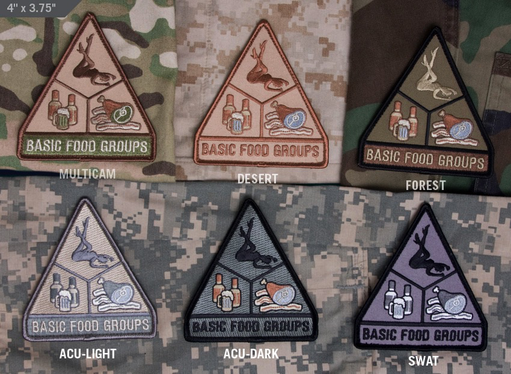 4" x 3.75"
BASIC FOOD GROUPS
BASIC FOOD GROUPS
BASIC FOOD GROUPS
MULTICAM
DESERT
FOREST
BASIC FOOD GROUPS
BASIC FOOD GROUPS
BASIC FOOD GROUPS
ACU-LIGHT
ACU-DARK
SWAT